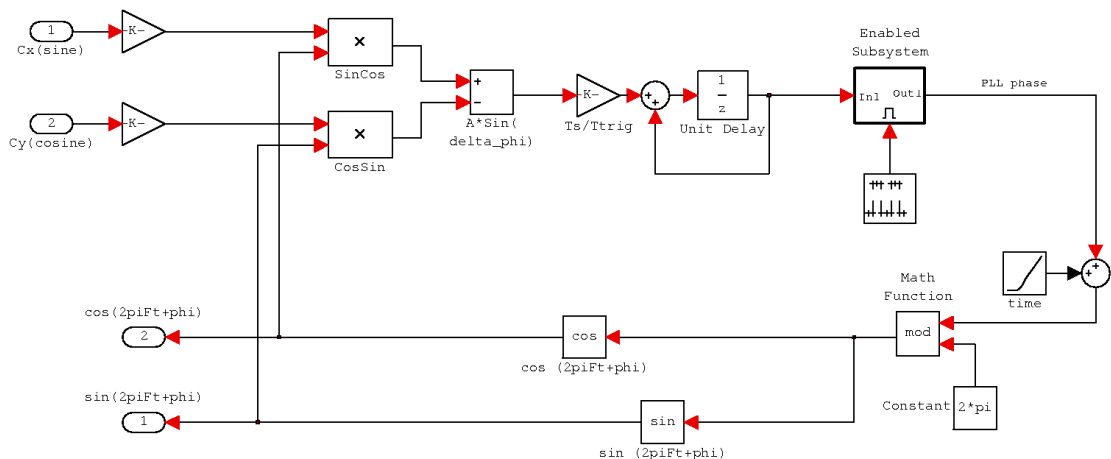 1
Cx(sine)
-K-
×
SinCos
2
Cy(cosine)
-K-
×
CosSin
+
−
A*Sin(
delta_phi)
-K-
Ts/Ttrig
+
+
1
z
Unit Delay
Enabled
Subsystem
In1
Out1
PLL phase
time
+
+
Math
Function
mod
Constant
2*pi
cos(2piFt+phi)
2
cos
cos (2piFt+phi)
sin(2piFt+phi)
1
sin
sin (2piFt+phi)